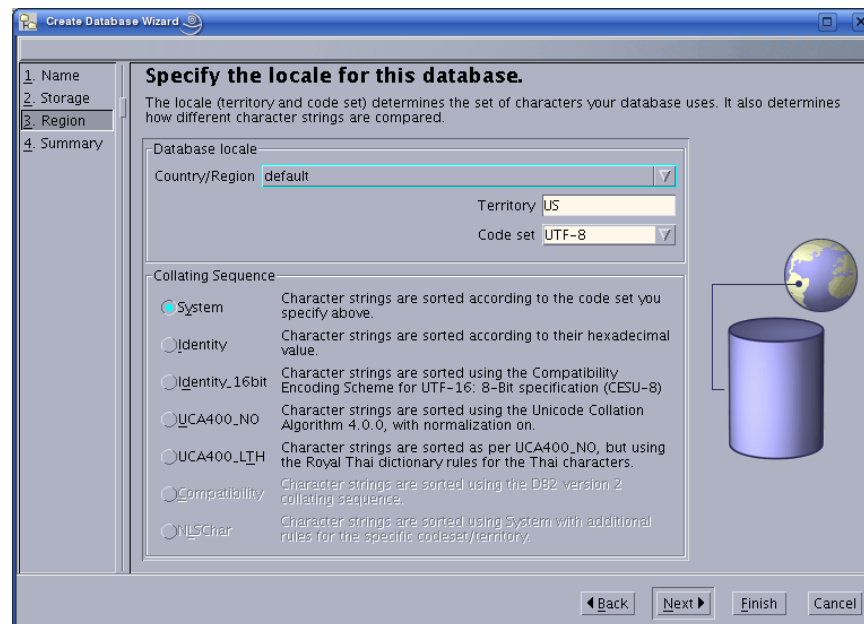 Create Database Wizard
1. Name
2. Storage
3. Region
4. Summary
Specify the locale for this database.
The locale (territory and code set) determines the set of characters your database uses. It also determines
how different character strings are compared.
Database locale
Country/Region default
Territory US
Code set UTF-8
Collating Sequence
System
Character strings are sorted according to the code set you
specify above.
Identity
Character strings are sorted according to their hexadecimal
value.
Identity_16bit
Character strings are sorted using the Compatibility
Encoding Scheme for UTF-16: 8-Bit specification (CESU-8)
UCA400_NO
Character strings are sorted using the Unicode Collation
Algorithm 4.0.0, with normalization on.
UCA400_LTH
Character strings are sorted as per UCA400_NO, but using
the Royal Thai dictionary rules for the Thai characters.
Compatibility
Character strings are sorted using the DB2 version 2
collating sequence.
NLSChar
Character strings are sorted using System with additional
rules for the specific codeset/territory.
Back
Next
Finish
Cancel